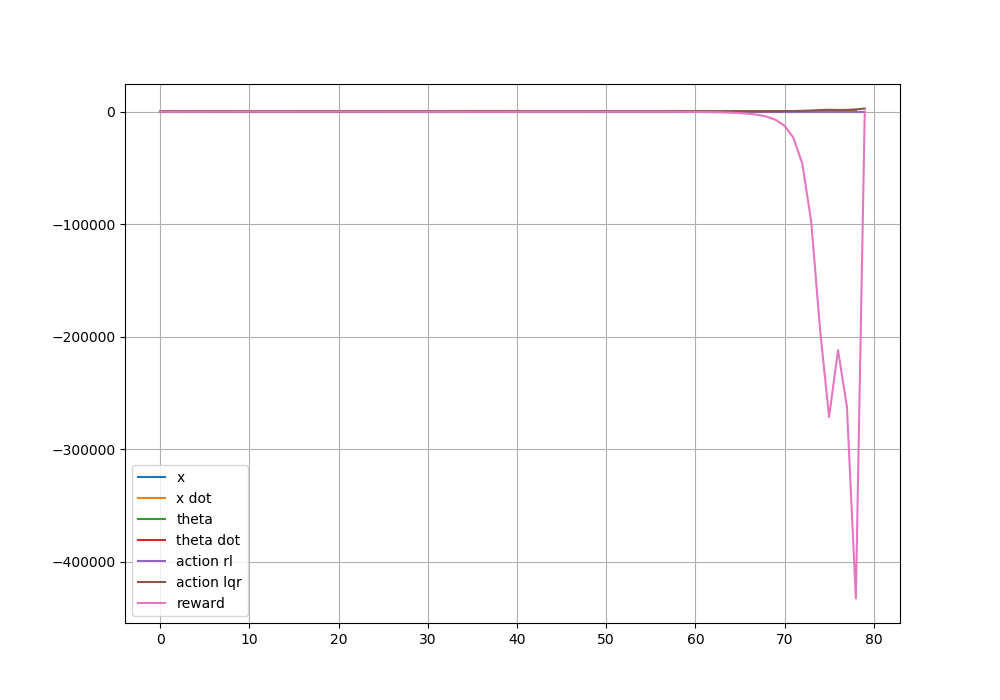 0
−100000
−200000
−300000
−400000
x
x dot
theta
theta dot
action rl
action lqr
reward
0 10 20 30 40 50 60 70 80